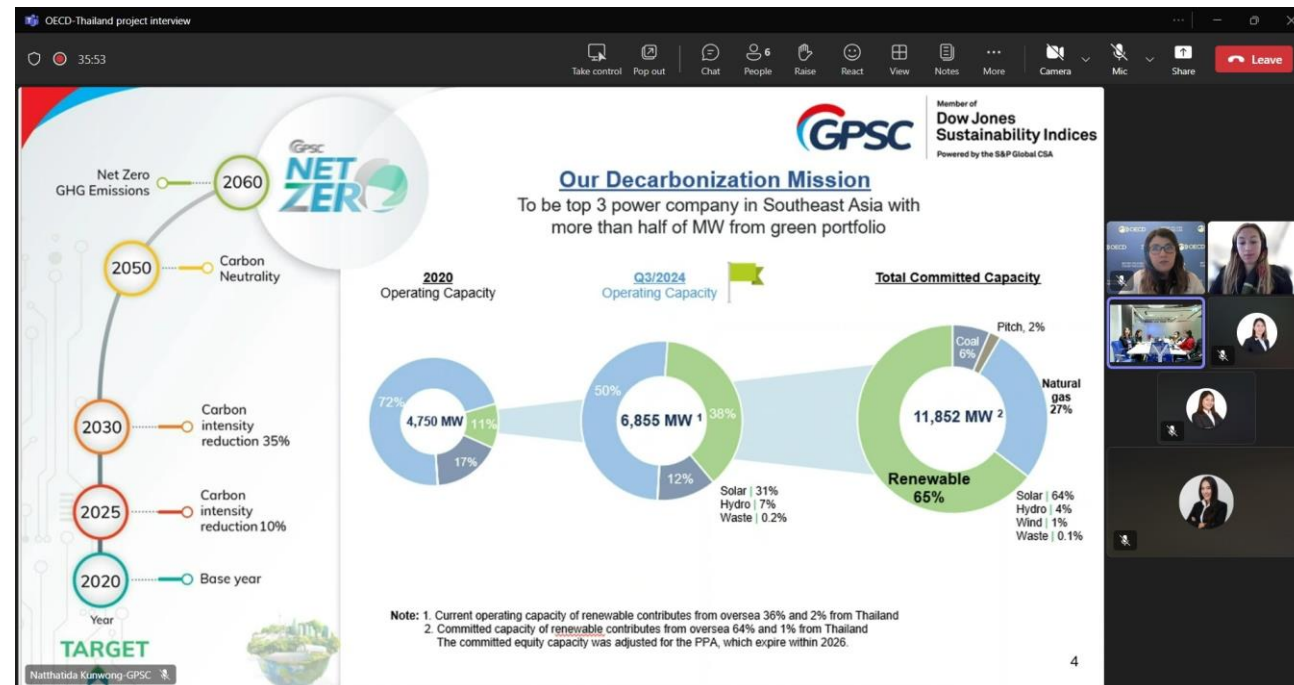 OECD-Thailand project interview
35:53
Take control
Pop out
Chat
6
People
Raise
React
View
Notes
More
Camera
Mic
Share
Leave
GPSC
NET
ZERO
GPSC
Member of
Dow Jones
Sustainability Indices
Powered by the S&P Global CSA
Net Zero
GHG Emissions
2060
2050
Carbon
Neutrality
2030
Carbon
intensity
reduction 35%
2025
Carbon
intensity
reduction 10%
2020
Base year
Year
TARGET
Our Decarbonization Mission
To be top 3 power company in Southeast Asia with
more than half of MW from green portfolio
2020
Operating Capacity
72%
4,750 MW
11%
17%
Q3/2024
Operating Capacity
50%
6,855 MW 1
38%
12%
Solar | 31%
Hydro | 7%
Waste | 0.2%
Total Committed Capacity
Pitch, 2%
Coal
6%
Natural
gas
27%
11,852 MW 2
Renewable
65%
Solar | 64%
Hydro | 4%
Wind | 1%
Waste | 0.1%
Note: 1. Current operating capacity of renewable contributes from oversea 36% and 2% from Thailand
2. Committed capacity of renewable contributes from oversea 64% and 1% from Thailand
The committed equity capacity was adjusted for the PPA, which expire within 2026.
4
Natthatida Kunwong-GPSC
OECD
OECD